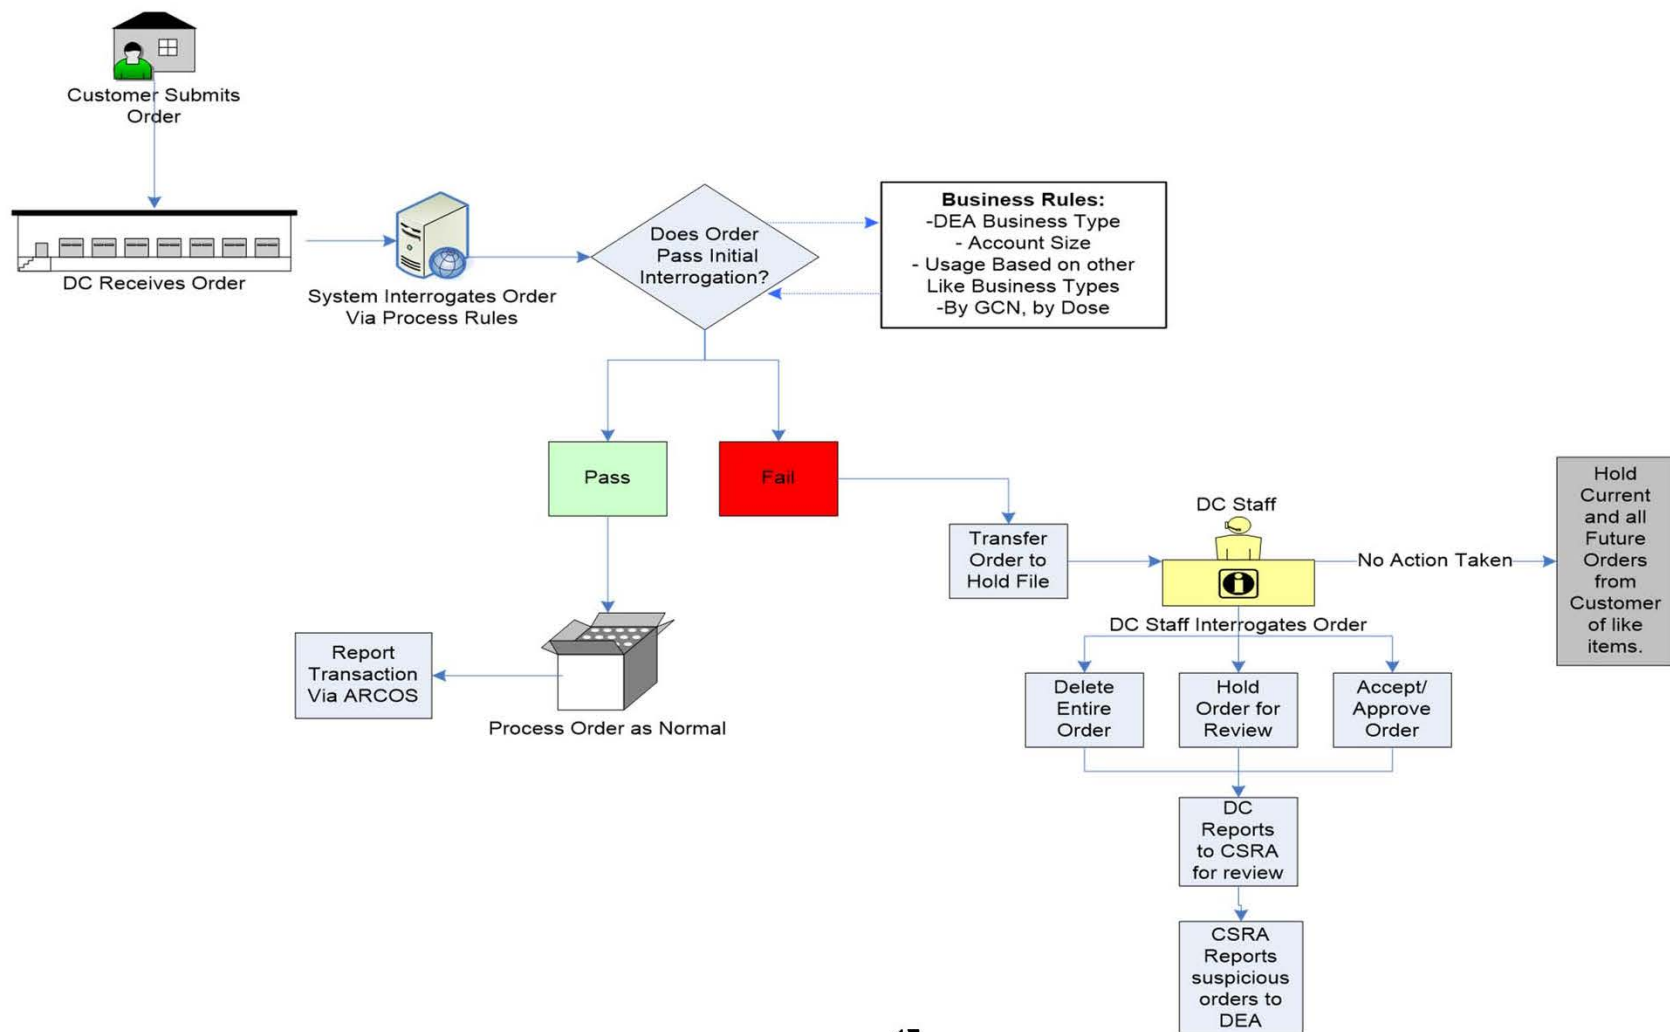 Customer Submits
Order
DC Receives Order
System Interrogates Order
Via Process Rules
Does Order
Pass Initial
Interrogation?
Business Rules:
-DEA Business Type
- Account Size
- Usage Based on other
Like Business Types
-By GCN, by Dose
Pass
Fail
Transfer
Order to
Hold File
DC Staff
DC Staff Interrogates Order
No Action Taken
Hold
Current
and all
Future
Orders
from
Customer
of like
items.
Report
Transaction
Via ARCOS
Process Order as Normal
Delete
Entire
Order
Hold
Order for
Review
Accept/
Approve
Order
DC
Reports
to CSRA
for review
CSRA
Reports
suspicious
orders to
DEA